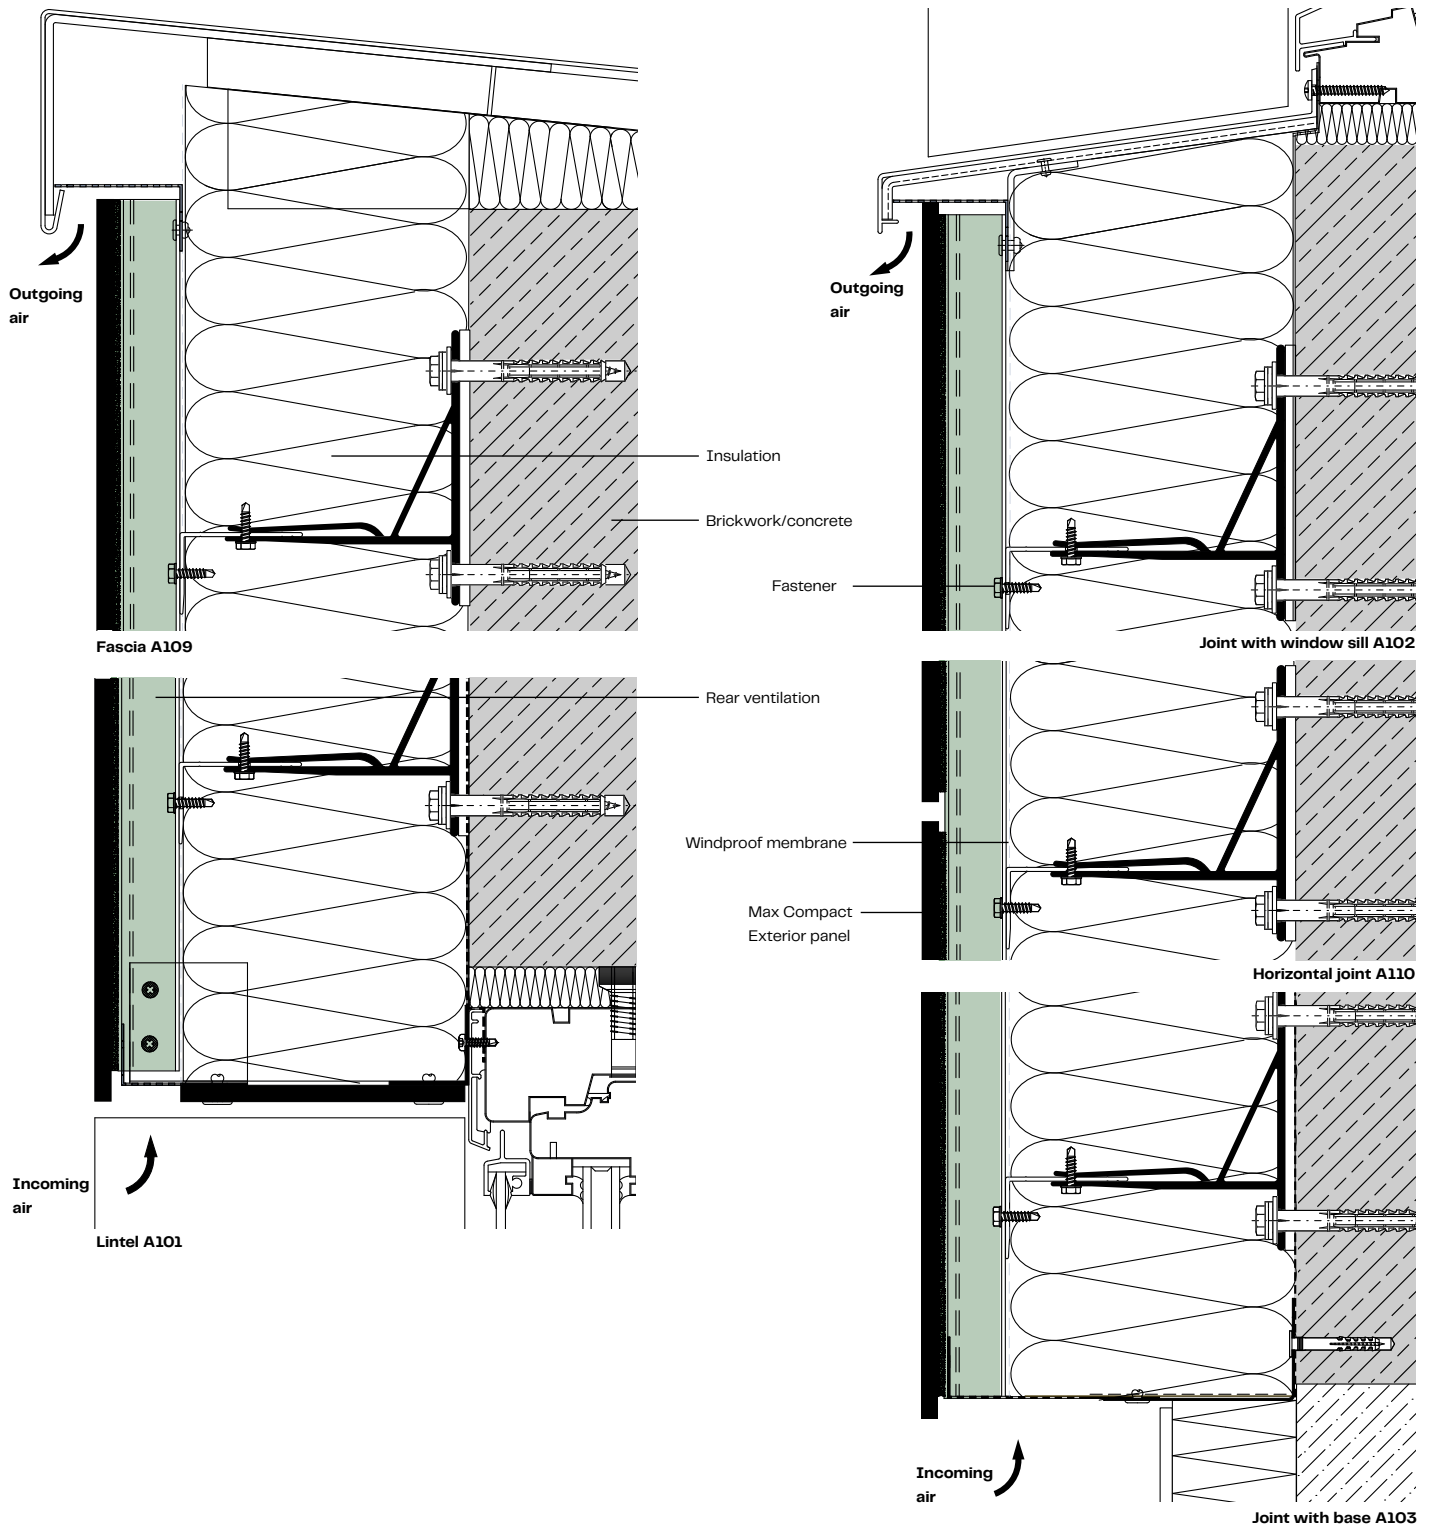 Outgoing
air
Outgoing
air
Insulation
Brickwork/concrete
Fastener
Fascia A109
Joint with window sill A102
Rear ventilation
Windproof membrane
Max Compact
Exterior panel
Horizontal joint A110
Incoming
air
Lintel A101
Incoming
air
Joint with base A103